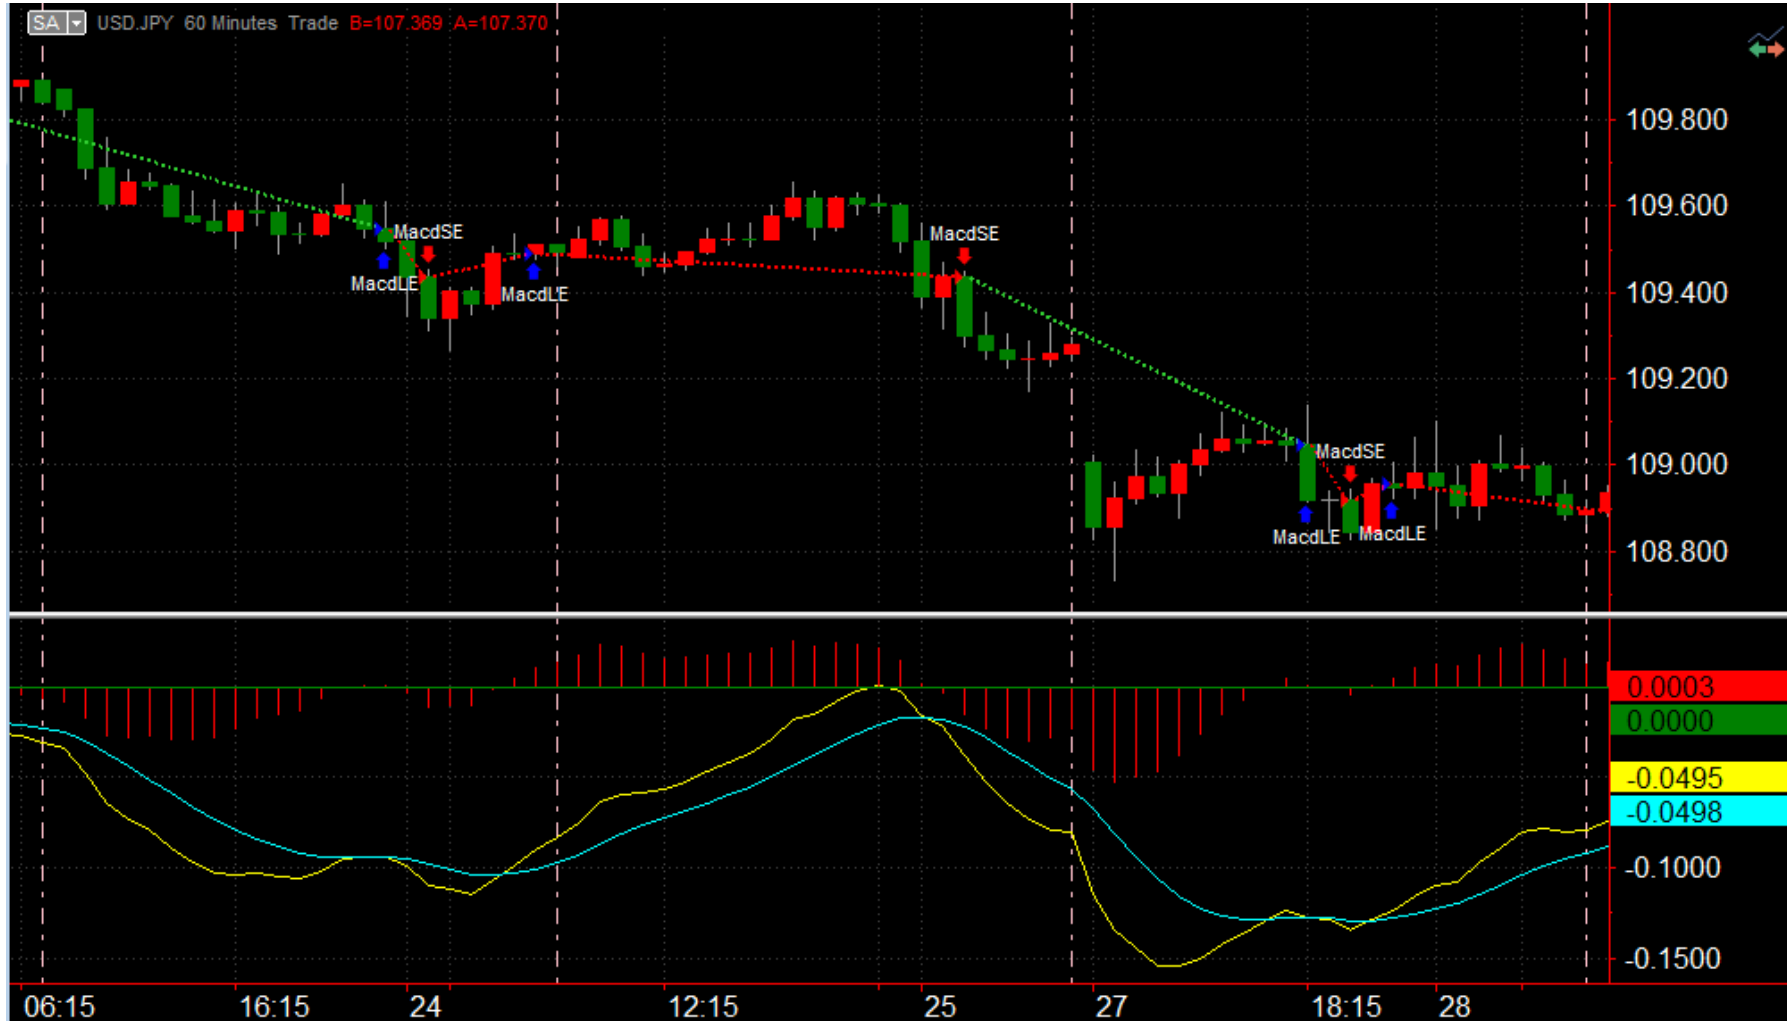 SA USD.JPY 60 Minutes Trade B=107.369 A=107.370
109.800
109.600
MacdSE
MacdSE
MacdLE
MacdLE
109.400
109.200
109.000
MacdSE
MacdLE
MacdLE
108.800
0.0003
0.0000
-0.0495
-0.0498
-0.1000
-0.1500
06:15 16:15 24 12:15 25 27 18:15 28